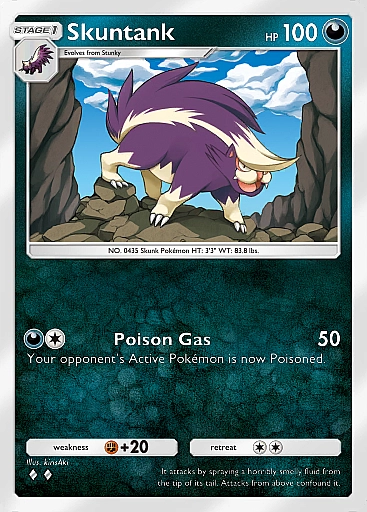 STAGE 1 Skuntank HP 100
Evolves from Stunky
NO. 0435 Skunk Pokémon HT: 3'3" WT: 83.8 lbs.
Poison Gas 50
Your opponent's Active Pokémon is now Poisoned.
weakness +20 retreat
Illus. kirisAki
It attacks by spraying a horribly smelly fluid from
the tip of its tail. Attacks from above confound it.